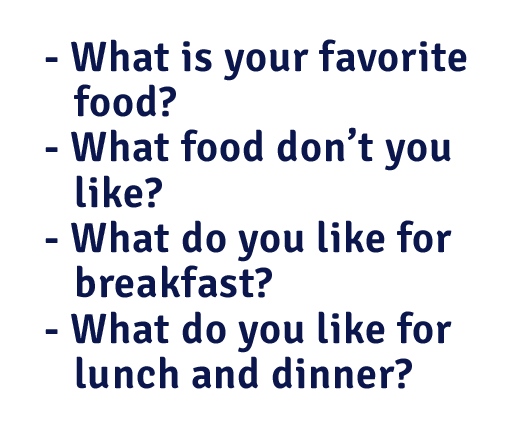 - What is your favorite
food?
- What food don’t you
like?
- What do you like for
breakfast?
- What do you like for
lunch and dinner?